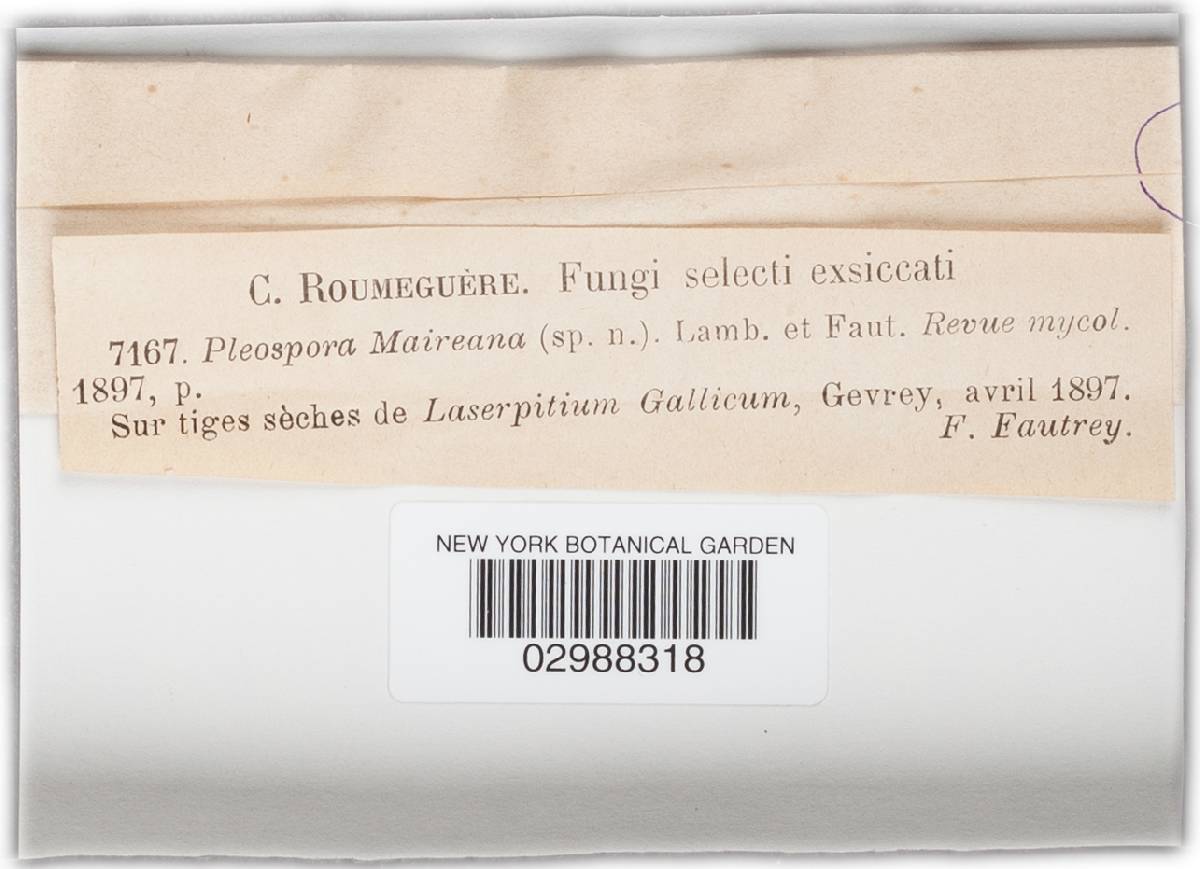 C. ROUMEGUÈRE. Fungi selecti exsiccati
7167. Pleospora Maireana (sp. n.). Lamb. et Faut. Revue mycol.
1897, p.
Sur tiges sèches de Laserpitium Gallicum, Gevrey, avril 1897.
F. Fautrey.
NEW YORK BOTANICAL GARDEN
02988318